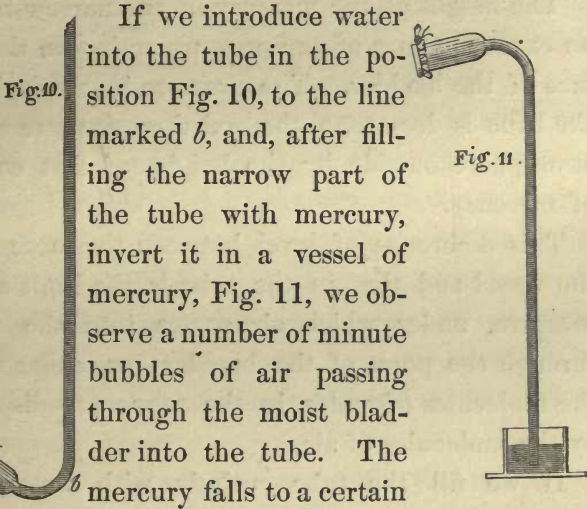 If we introduce water
into the tube in the po-
sition Fig. 10, to the line
marked b, and, after fill-
ing the narrow part of
the tube with mercury,
invert it in a vessel of
mercury, Fig. 11, we ob-
serve a number of minute
bubbles of air passing
through the moist blad-
der into the tube. The
mercury falls to a certain
Fig.10.
Fig.11.
b